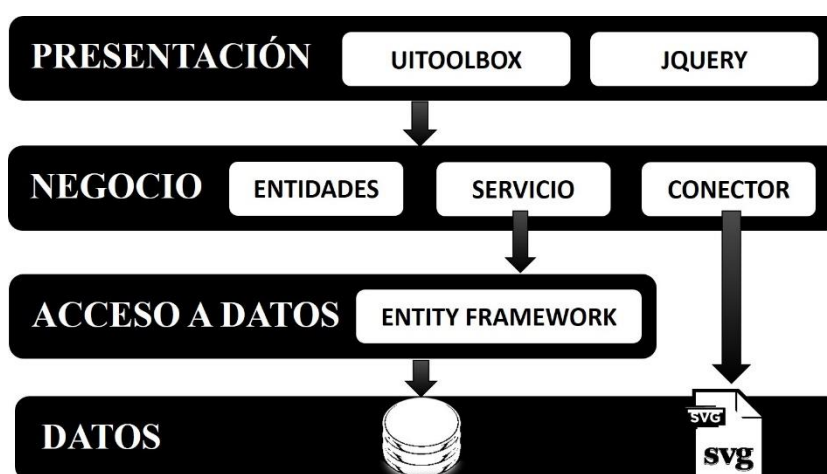 PRESENTACIÓN UITOOLBOX JQUERY
NEGOCIO ENTIDADES SERVICIO CONECTOR
ACCESO A DATOS ENTITY FRAMEWORK
SVG
DATOS svg